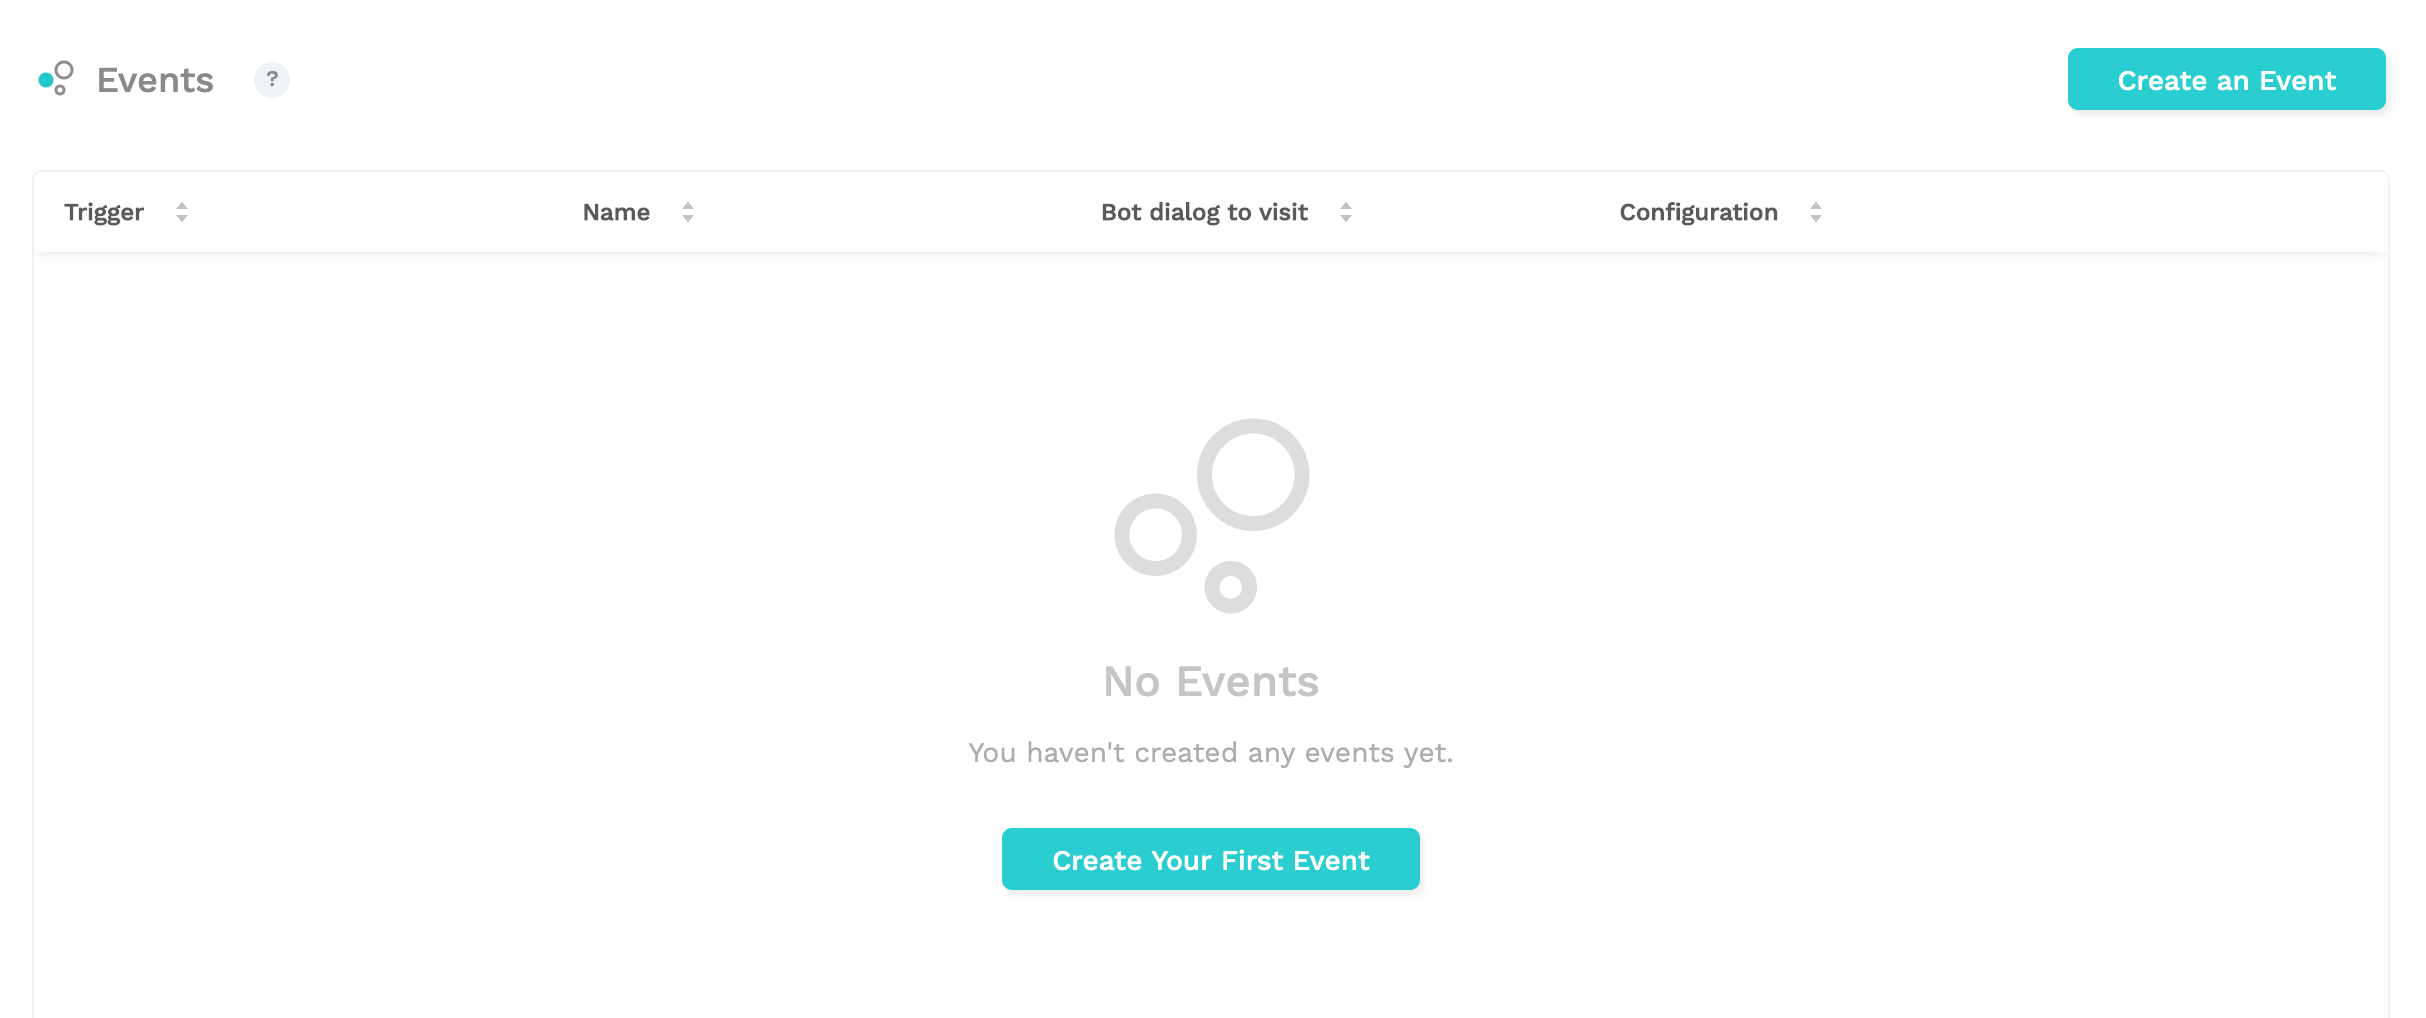 Events ? Create an Event
Trigger Name Bot dialog to visit Configuration
No Events
You haven't created any events yet.
Create Your First Event